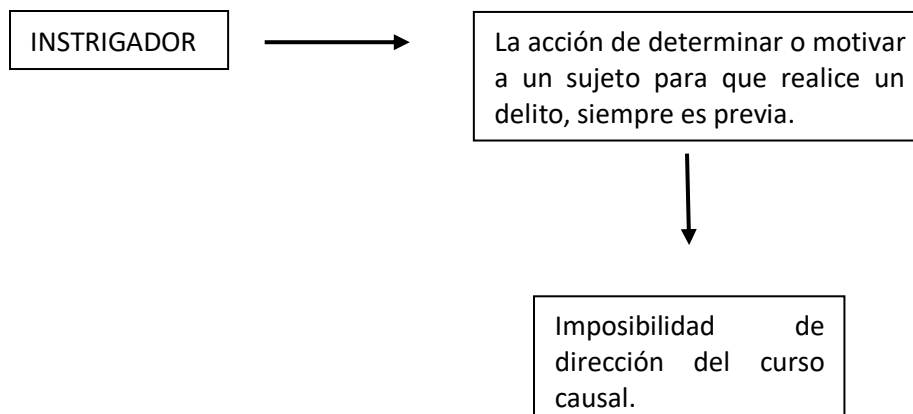 INSTRIGADOR
La acción de determinar o motivar
a un sujeto para que realice un
delito, siempre es previa.
Imposibilidad de
dirección del curso
causal.